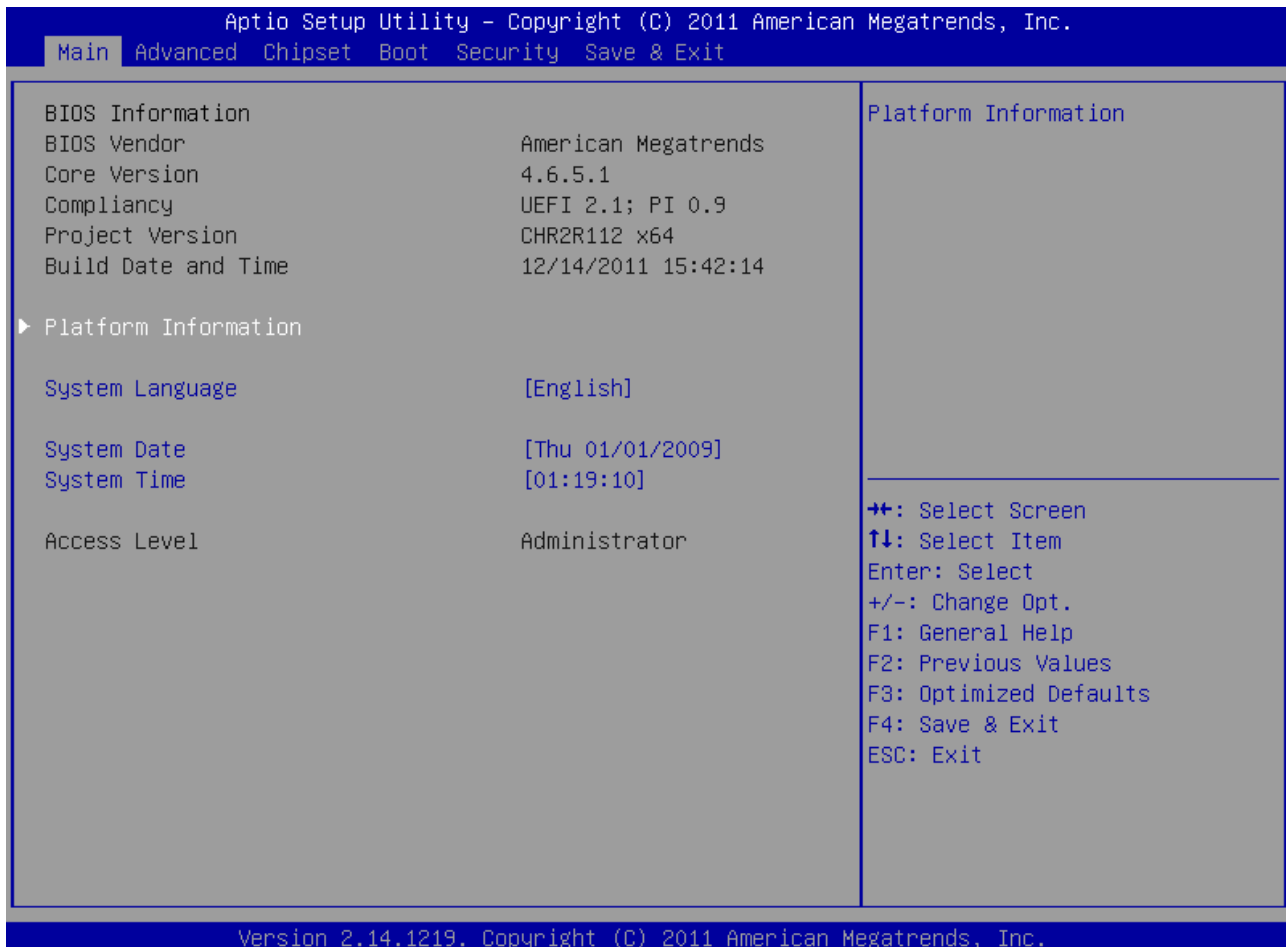 Aptio Setup Utility – Copyright (C) 2011 American Megatrends, Inc.
Main Advanced Chipset Boot Security Save & Exit
BIOS Information
BIOS Vendor American Megatrends
Core Version 4.6.5.1
Compliancy UEFI 2.1; PI 0.9
Project Version CHR2R112 x64
Build Date and Time 12/14/2011 15:42:14
Platform Information
System Language [English]
System Date [Thu 01/01/2009]
System Time [01:19:10]
Access Level Administrator
Platform Information
→←: Select Screen
↑↓: Select Item
Enter: Select
+/-: Change Opt.
F1: General Help
F2: Previous Values
F3: Optimized Defaults
F4: Save & Exit
ESC: Exit
Version 2.14.1219. Copyright (C) 2011 American Megatrends, Inc.